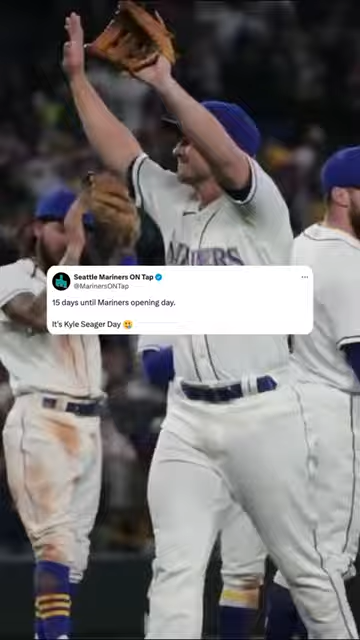 MARINERS
Seattle Mariners ON Tap
@MarinersONTap
15 days until Mariners opening day.
It's Kyle Seager Day 😃